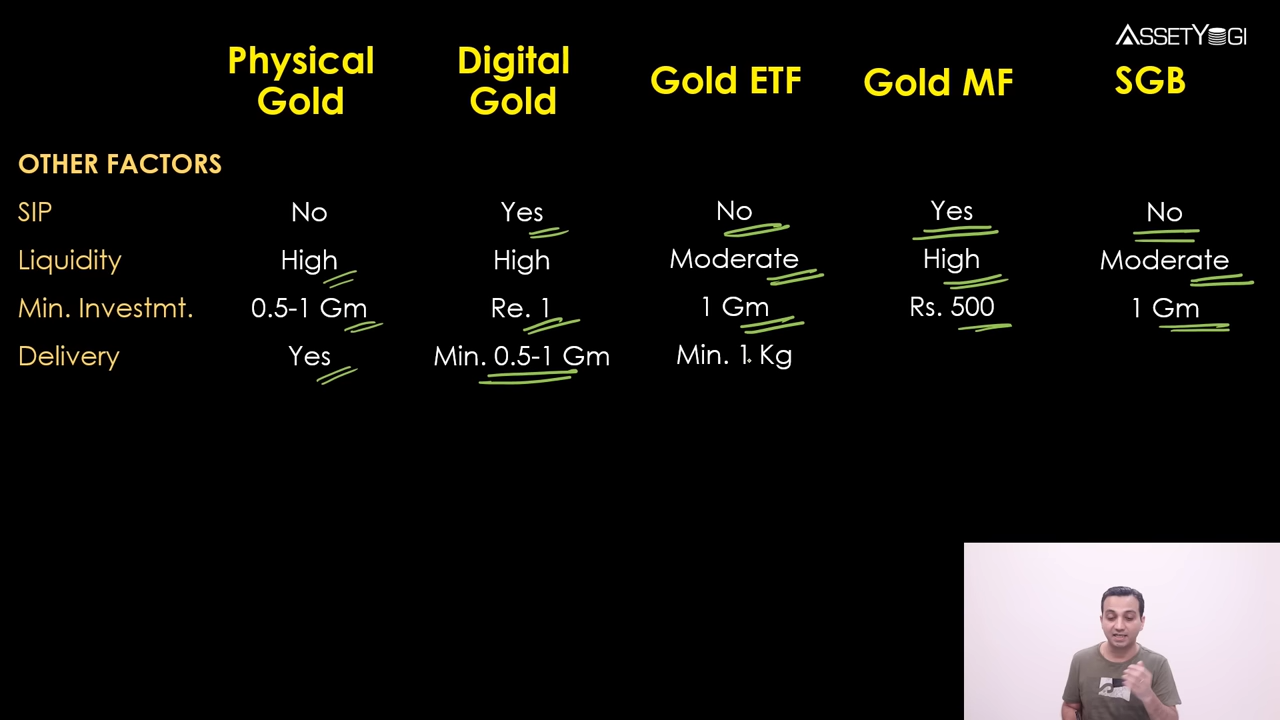 ASSETYOGI
Physical Gold Digital Gold Gold ETF Gold MF SGB
OTHER FACTORS
SIP No Yes No Yes No
Liquidity High High Moderate High Moderate
Min. Investmt. 0.5-1 Gm Re. 1 1 Gm Rs. 500 1 Gm
Delivery Yes Min. 0.5-1 Gm Min. 1 Kg